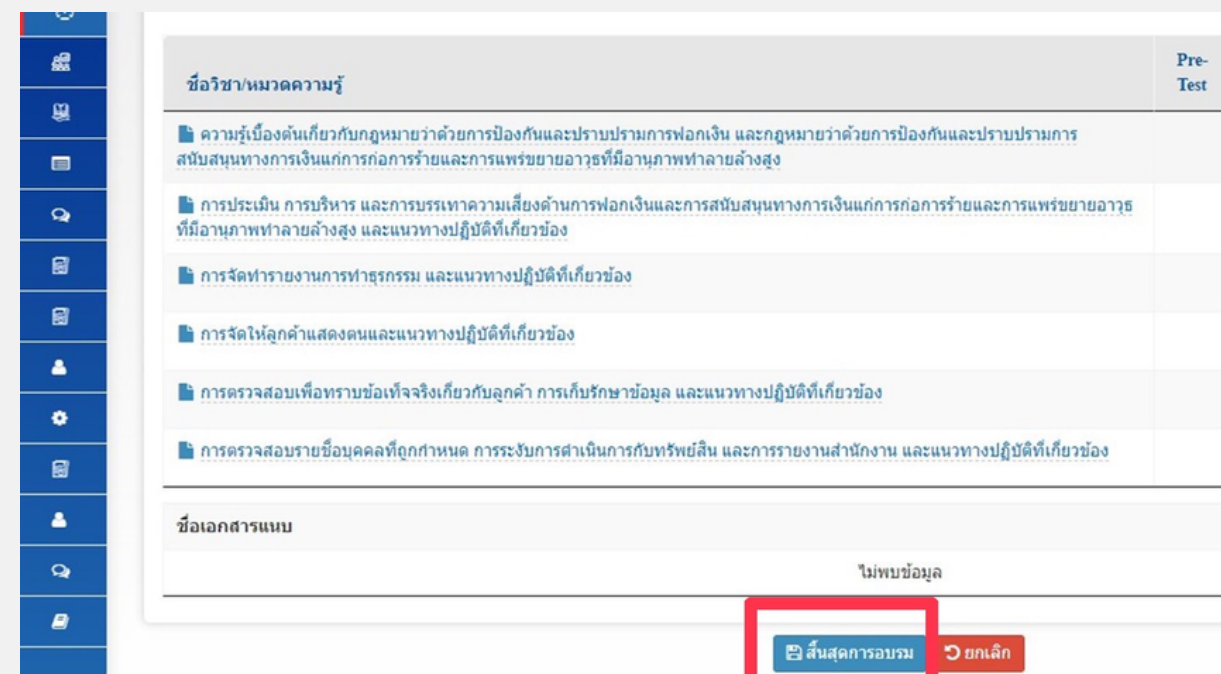 ชื่อวิชา/หมวดความรู้
Pre-
Test
ความรู้เบื้องต้นเกี่ยวกับกฎหมายว่าด้วยการป้องกันและปราบปรามการฟอกเงิน และกฎหมายว่าด้วยการป้องกันและปราบปรามการ
สนับสนุนทางการเงินแก่การก่อการร้ายและการแพร่ขยายอาวุธที่มีอานุภาพทำลายล้างสูง
การประเมิน การบริหาร และการบรรเทาความเสี่ยงด้านการฟอกเงินและการสนับสนุนทางการเงินแก่การก่อการร้ายและการแพร่ขยายอาวุธ
ที่มีอานุภาพทำลายล้างสูง และแนวทางปฏิบัติที่เกี่ยวข้อง
การจัดทำรายงานการทำธุรกรรม และแนวทางปฏิบัติที่เกี่ยวข้อง
การจัดให้ลูกค้าแสดงตนและแนวทางปฏิบัติที่เกี่ยวข้อง
การตรวจสอบเพื่อทราบข้อเท็จจริงเกี่ยวกับลูกค้า การเก็บรักษาข้อมูล และแนวทางปฏิบัติที่เกี่ยวข้อง
การตรวจสอบรายชื่อบุคคลที่ถูกกำหนด การระงับการดำเนินการกับทรัพย์สิน และการรายงานสำนักงาน และแนวทางปฏิบัติที่เกี่ยวข้อง
ชื่อเอกสารแนบ
ไม่พบข้อมูล
สิ้นสุดการอบรม
ยกเลิก